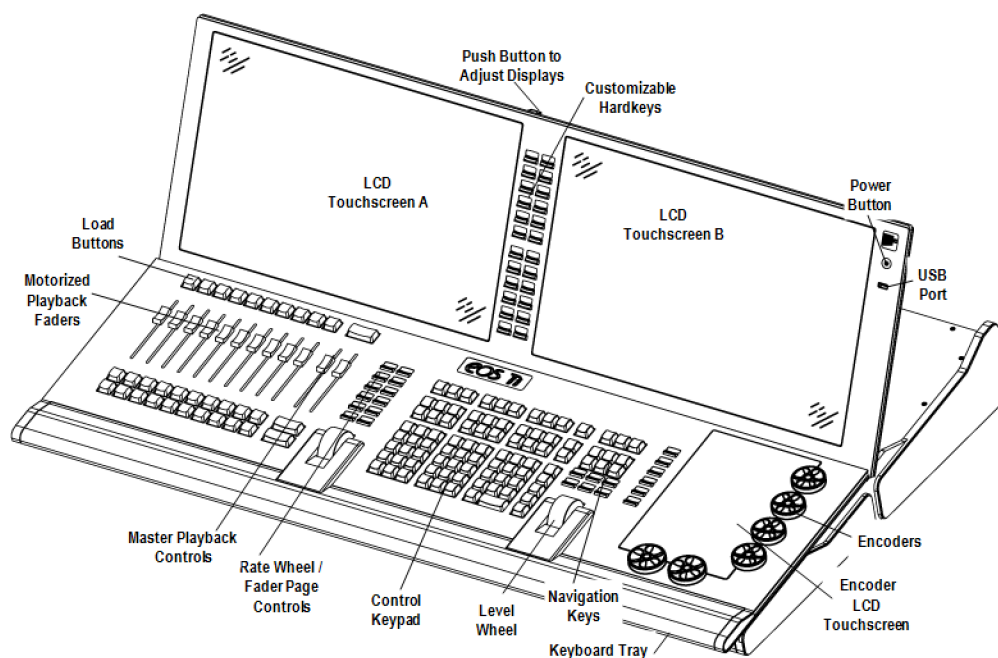 Push Button to
Adjust Displays
Customizable
Hardkeys
LCD
Touchscreen A
LCD
Touchscreen B
Power
Button
USB
Port
Load
Buttons
Motorized
Playback
Faders
eos Ti
Master Playback
Controls
Rate Wheel /
Fader Page
Controls
Control
Keypad
Level
Wheel
Navigation
Keys
Keyboard Tray
Encoders
Encoder
LCD
Touchscreen